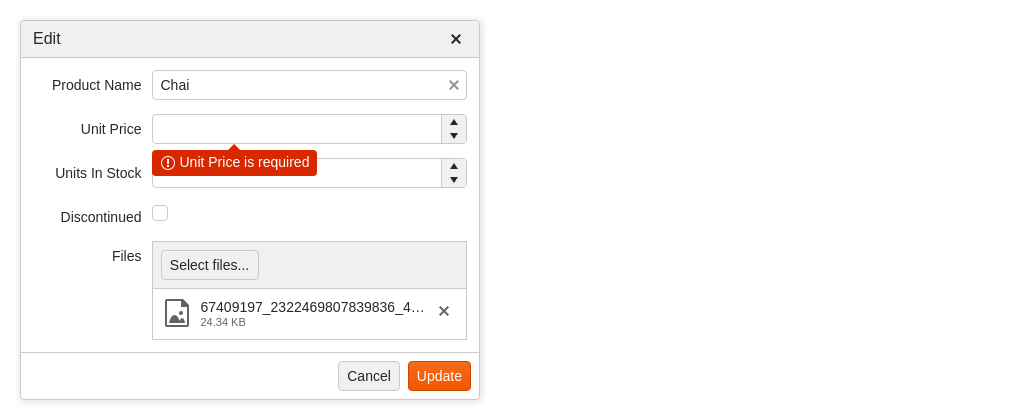 Edit
Product Name
Chai
Unit Price
Unit Price is required
Units In Stock
Discontinued
Files
Select files...
67409197_2322469807839836_4…
24.34 KB
Cancel
Update